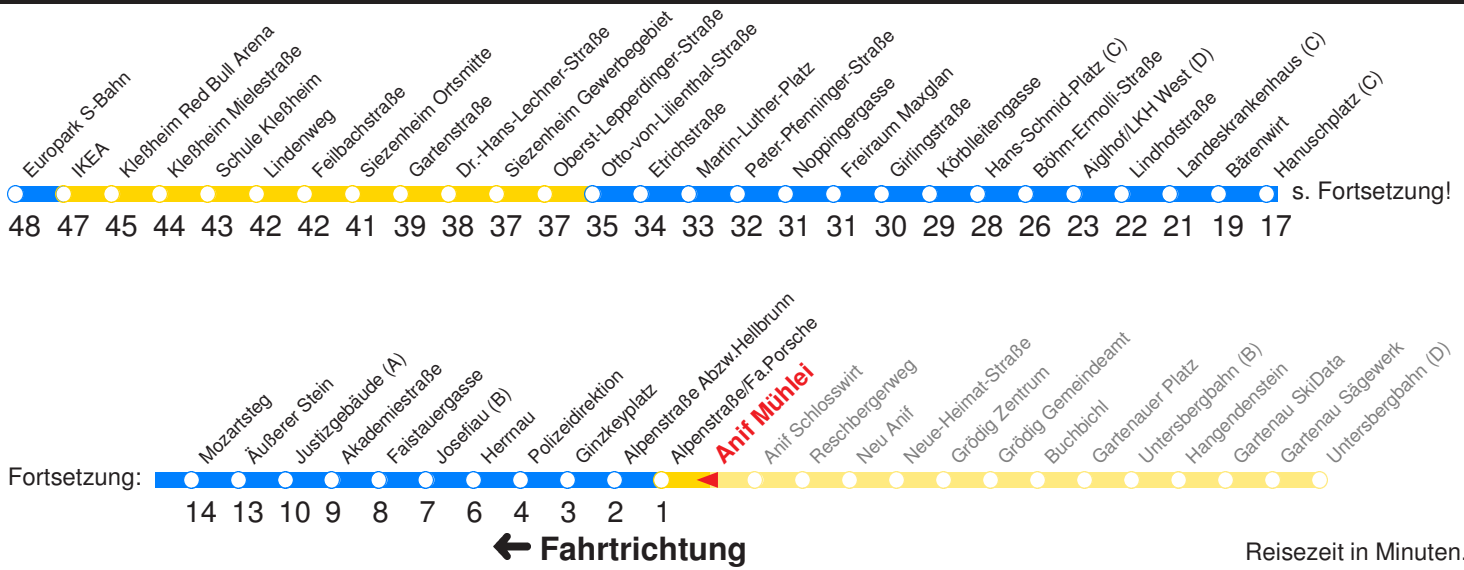 Europark S-Bahn
IKEA
Kleßheim Red Bull Arena
Kleßheim Mielestraße
Schule Kleßheim
Lindenweg
Feilbachstraße
Siezenheim Ortsmitte
Gartenstraße
Dr.-Hans-Lechner-Straße
Siezenheim Gewerbegebiet
Oberst-Lepperdinger-Straße
Otto-von-Lilienthal-Straße
Etrichstraße
Martin-Luther-Platz
Peter-Pfenninger-Straße
Noppingergasse
Freiraum Maxglan
Girlingstraße
Körblleitengasse
Hans-Schmid-Platz (C)
Böhm-Ermolli-Straße
Aiglhof/LKH West (D)
Lindhofstraße
Landeskrankenhaus (C)
Bärenwirt
Hanuschplatz (C)
s. Fortsetzung!
48 47 45 44 43 42 42 41 39 38 37 37 35 34 33 32 31 31 30 29 28 26 23 22 21 19 17
Fortsetzung:
Mozartsteg
Äußerer Stein
Justizgebäude (A)
Akademiestraße
Faistauergasse
Josefiau (B)
Herrnau
Polizeidirektion
Ginzkeyplatz
Alpenstraße Abzw.Hellbrunn
Alpenstraße/Fa.Porsche
Anif Mühlei
Anif Schlosswirt
Reschbergerweg
Neu Anif
Neue-Heimat-Straße
Grödig Zentrum
Grödig Gemeindeamt
Buchbichl
Gartenauer Platz
Untersbergbahn (B)
Hangendenstein
Gartenau SkiData
Gartenau Sägewerk
Untersbergbahn (D)
14 13 10 9 8 7 6 4 3 2 1
Fahrtrichtung
Reisezeit in Minuten.